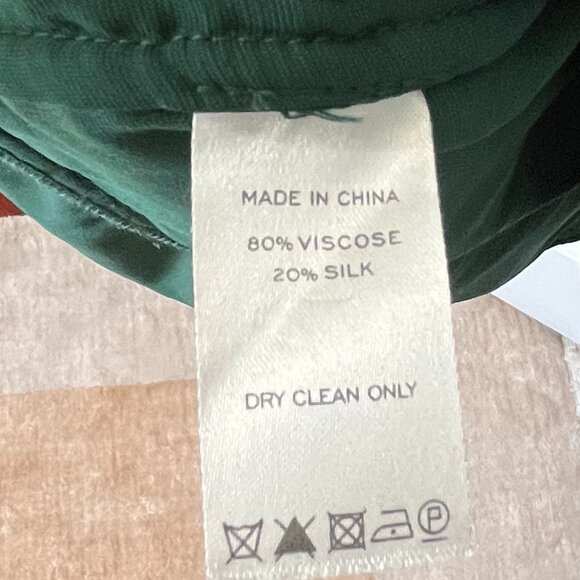 MADE IN CHINA
80% VISCOSE
20% SILK
DRY CLEAN ONLY
P